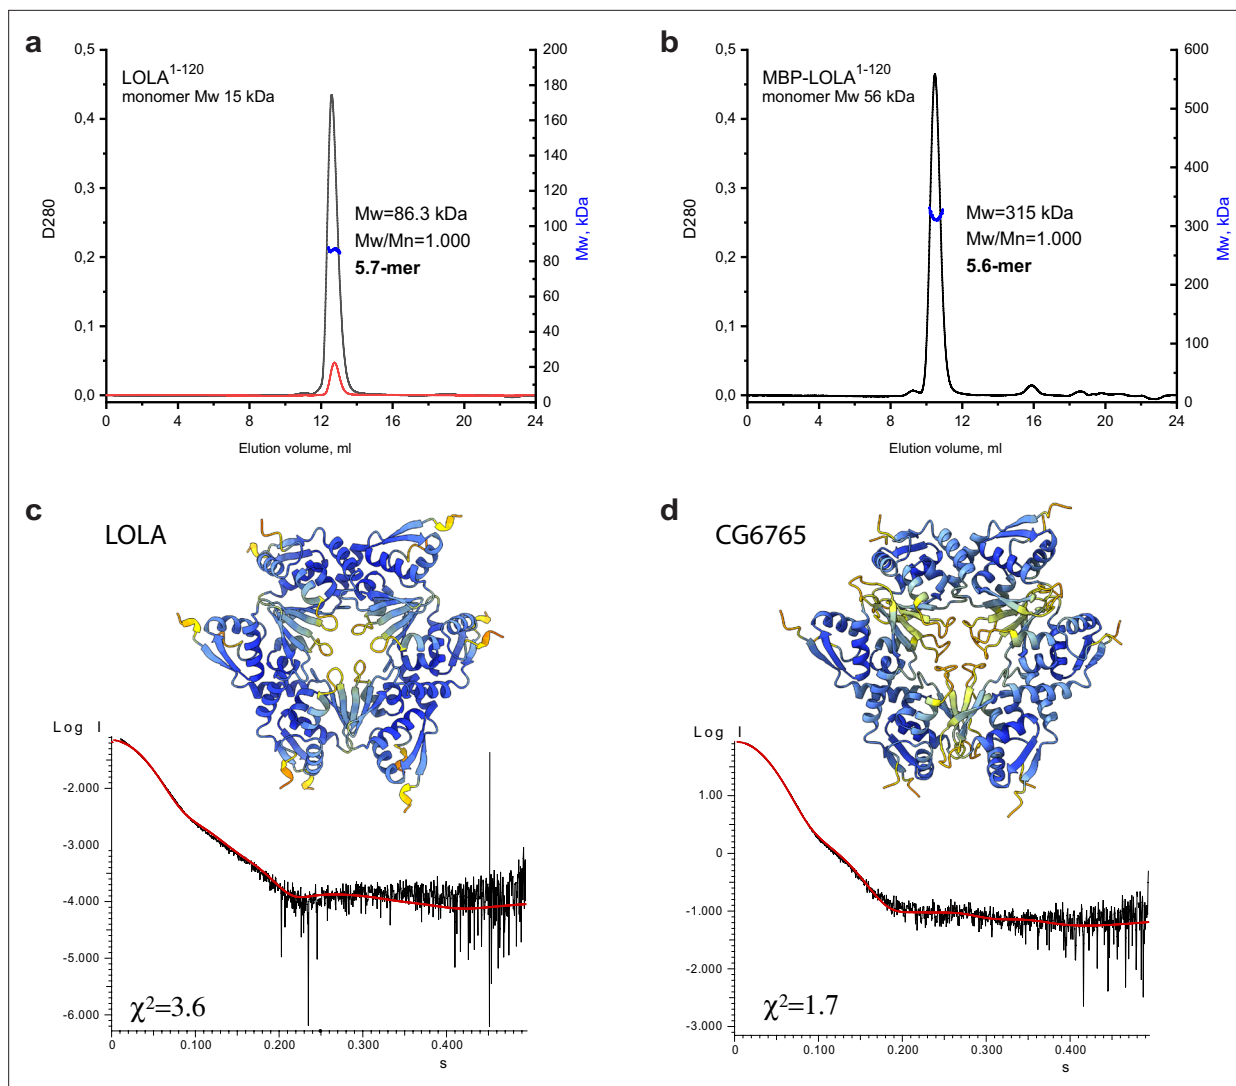 a
LOLA1-120
monomer Mw 15 kDa
Mw=86.3 kDa
Mw/Mn=1.000
5.7-mer
D280
0,5
0,4
0,3
0,2
0,1
0,0
200
180
160
140
120
100
80
60
40
20
0
Mw, kDa
0 4 8 12 16 20 24
Elution volume, ml
b
MBP-LOLA1-120
monomer Mw 56 kDa
Mw=315 kDa
Mw/Mn=1.000
5.6-mer
D280
0,5
0,4
0,3
0,2
0,1
0,0
600
500
400
300
200
100
0
Mw, kDa
0 4 8 12 16 20 24
Elution volume, ml
c
LOLA
Log I
-2.000
-3.000
-4.000
-5.000
-6.000
χ²=3.6
0 0.100 0.200 0.300 0.400
s
d
CG6765
Log I
1.00
0
-1.000
-2.000
-3.000
χ²=1.7
0 0.100 0.200 0.300 0.400
s